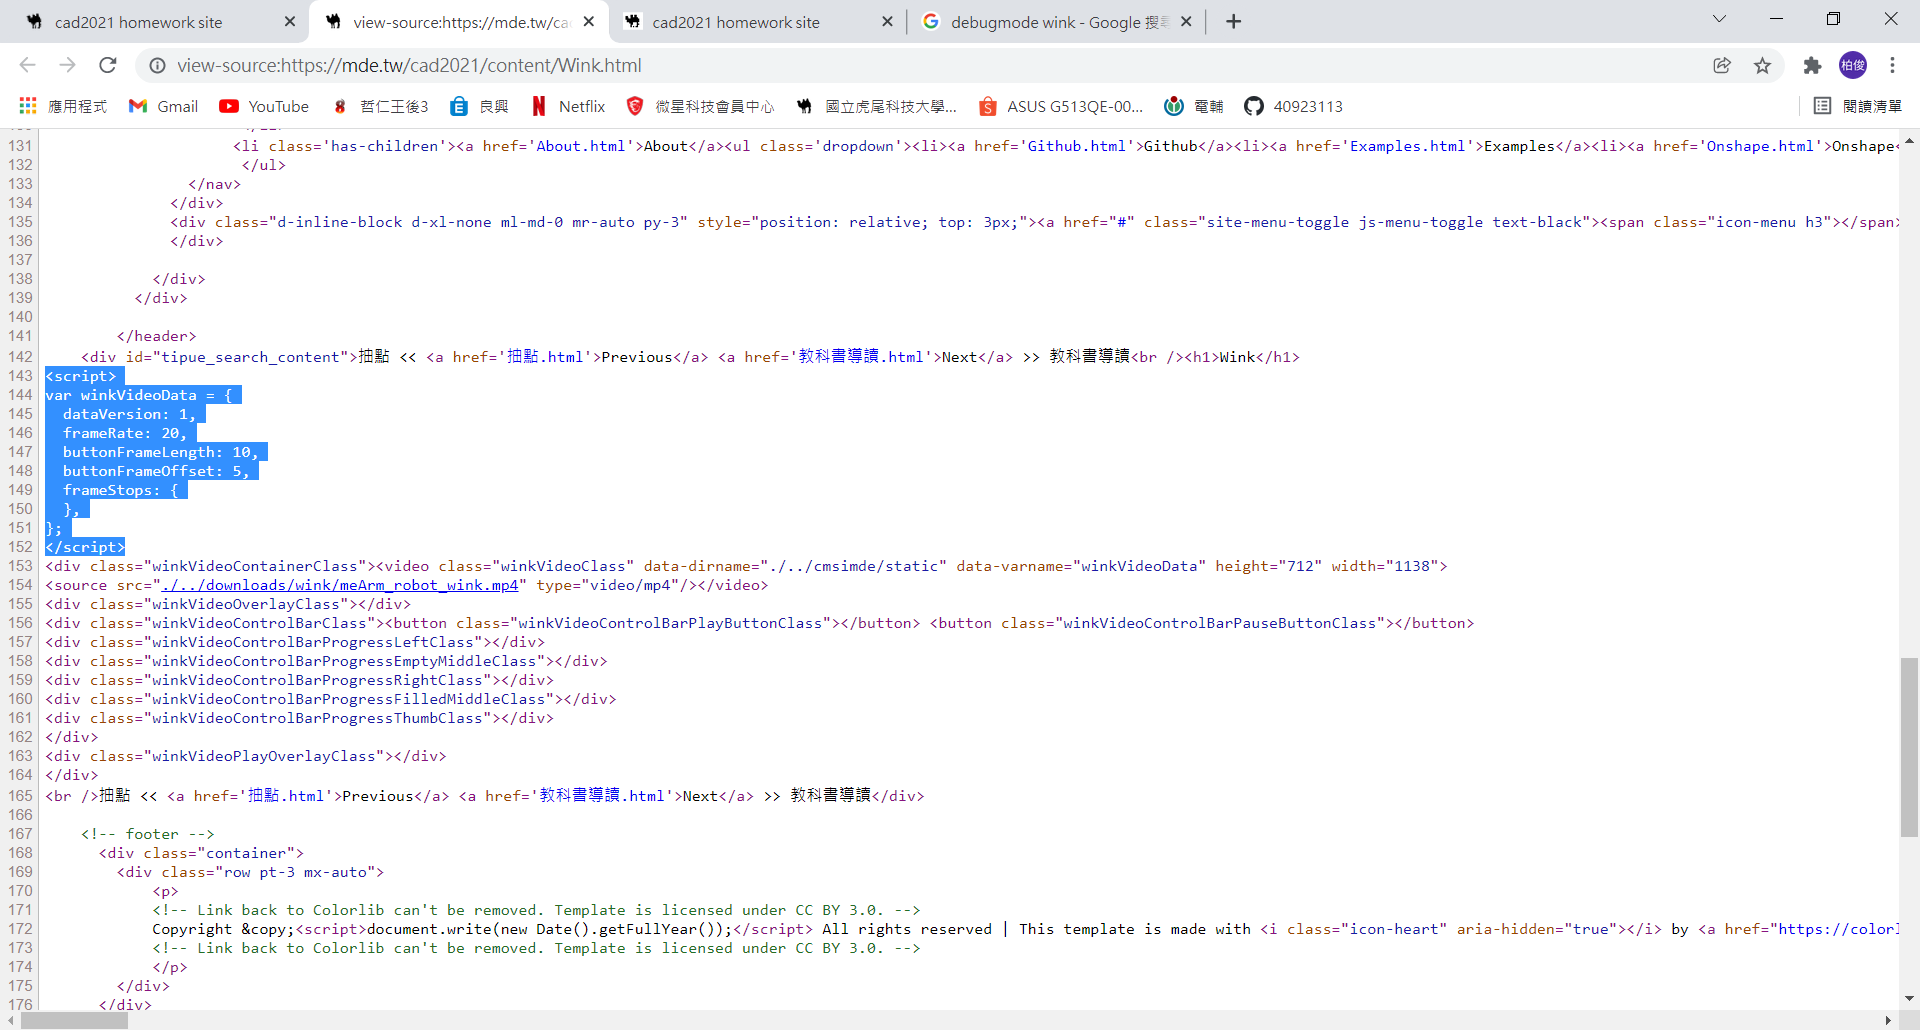 cad2021 homework site
view-source:https://mde.tw/cad
cad2021 homework site
debugmode wink - Google 搜尋
view-source:https://mde.tw/cad2021/content/Wink.html
柏俊
應用程式 Gmail YouTube 哲仁王後3 良興 Netflix 微星科技會員中心 國立虎尾科技大學... ASUS G513QE-00... 電輔 40923113 閱讀清單
131 <li class='has-children'><a href='About.html'>About</a><ul class='dropdown'><li><a href='Github.html'>Github</a><li><a href='Examples.html'>Examples</a><li><a href='Onshape.html'>Onshape<
132 </ul>
133 </nav>
134 </div>
135 <div class="d-inline-block d-xl-none ml-md-0 mr-auto py-3" style="position: relative; top: 3px;"><a href="#" class="site-menu-toggle js-menu-toggle text-black"><span class="icon-menu h3"></span>
136 </div>
137
138 </div>
139 </div>
140
141 </header>
142 <div id="tipue_search_content">抽點 << <a href='抽點.html'>Previous</a> <a href='教科書導讀.html'>Next</a> >> 教科書導讀<br /><h1>Wink</h1>
143 <script>
144 var winkVideoData = {
145 dataVersion: 1,
146 frameRate: 20,
147 buttonFrameLength: 10,
148 buttonFrameOffset: 5,
149 frameStops: {
150 },
151 };
152 </script>
153 <div class="winkVideoContainerClass"><video class="winkVideoClass" data-dirname="./../cmsimde/static" data-varname="winkVideoData" height="712" width="1138">
154 <source src="./../downloads/wink/meArm_robot_wink.mp4" type="video/mp4"/></video>
155 <div class="winkVideoOverlayClass"></div>
156 <div class="winkVideoControlBarClass"><button class="winkVideoControlBarPlayButtonClass"></button> <button class="winkVideoControlBarPauseButtonClass"></button>
157 <div class="winkVideoControlBarProgressLeftClass"></div>
158 <div class="winkVideoControlBarProgressEmptyMiddleClass"></div>
159 <div class="winkVideoControlBarProgressRightClass"></div>
160 <div class="winkVideoControlBarProgressFilledMiddleClass"></div>
161 <div class="winkVideoControlBarProgressThumbClass"></div>
162 </div>
163 <div class="winkVideoPlayOverlayClass"></div>
164 </div>
165 <br />抽點 << <a href='抽點.html'>Previous</a> <a href='教科書導讀.html'>Next</a> >> 教科書導讀</div>
166
167 <!-- footer -->
168 <div class="container">
169 <div class="row pt-3 mx-auto">
170 <p>
171 <!-- Link back to Colorlib can't be removed. Template is licensed under CC BY 3.0. -->
172 Copyright &copy;<script>document.write(new Date().getFullYear());</script> All rights reserved | This template is made with <i class="icon-heart" aria-hidden="true"></i> by <a href="https://colorl
173 <!-- Link back to Colorlib can't be removed. Template is licensed under CC BY 3.0. -->
174 </p>
175 </div>
176 </div>